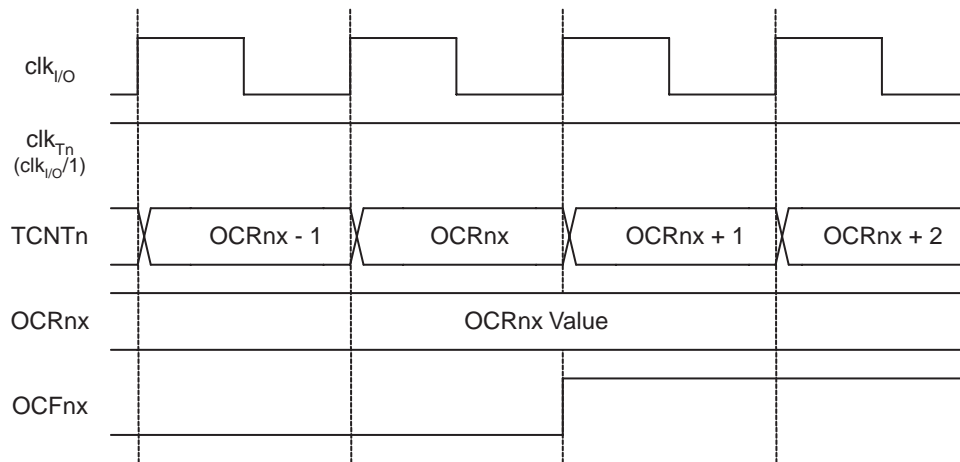 clkI/O
clkTn
(clkI/O/1)
TCNTn
OCRnx - 1
OCRnx
OCRnx + 1
OCRnx + 2
OCRnx
OCRnx Value
OCFnx